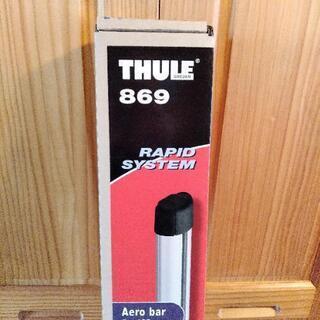 THULE®
SWEDEN
869
RAPID
SYSTEM
Aero bar